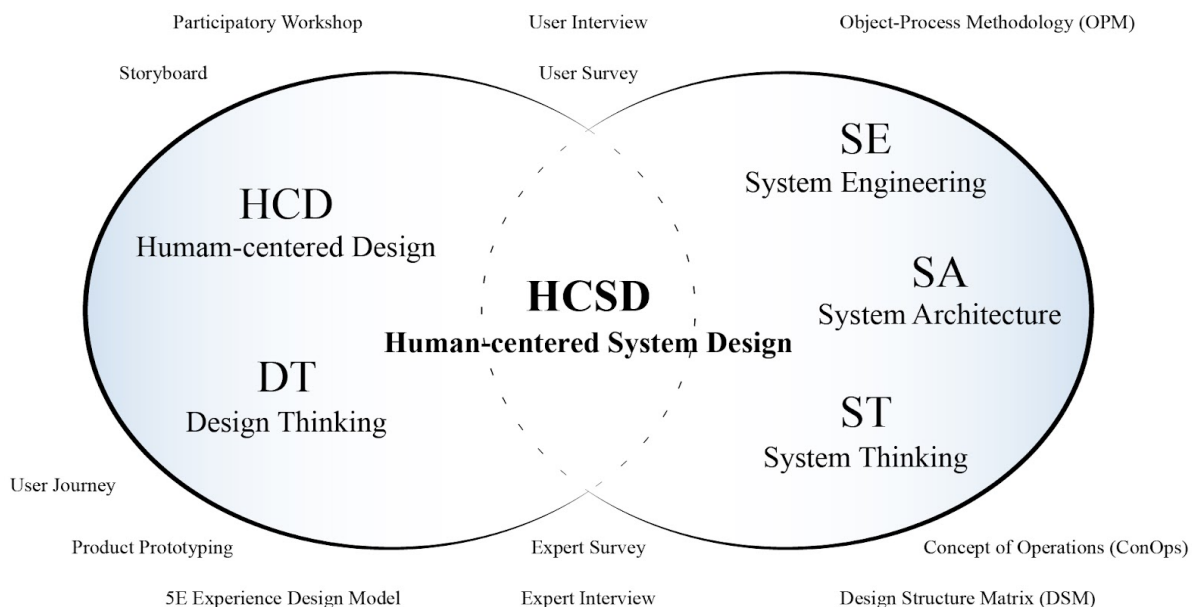 Participatory Workshop
User Interview
Object-Process Methodology (OPM)
Storyboard
User Survey
SE
System Engineering
HCD
Humam-centered Design
SA
System Architecture
HCSD
Human-centered System Design
DT
Design Thinking
ST
System Thinking
User Journey
Product Prototyping
Expert Survey
Concept of Operations (ConOps)
5E Experience Design Model
Expert Interview
Design Structure Matrix (DSM)